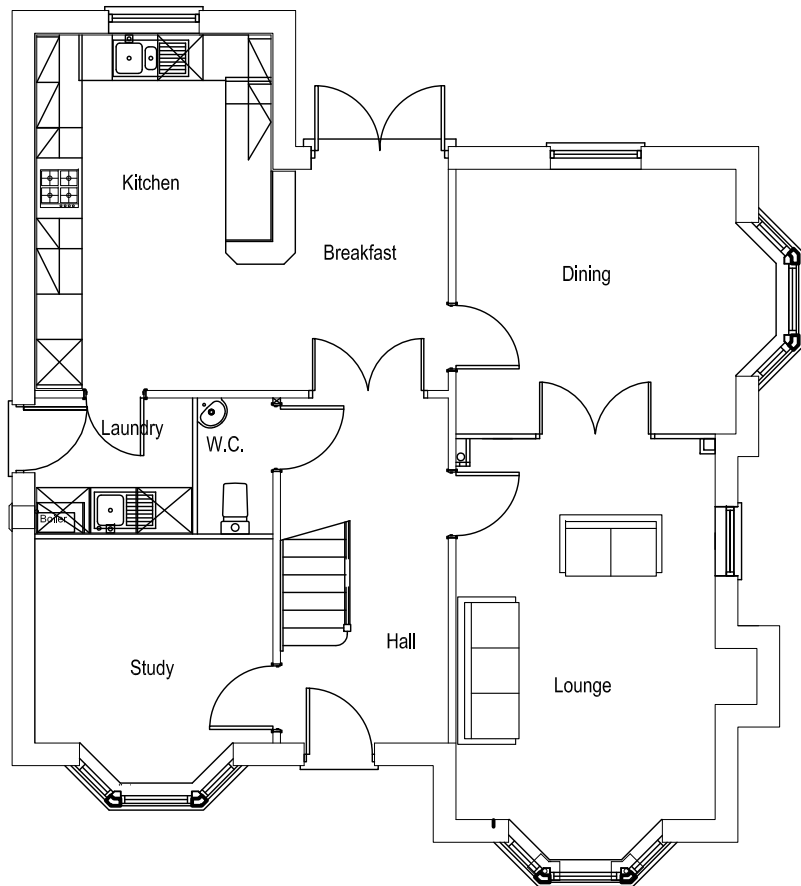 Kitchen
Breakfast
Dining
Laundry
W.C.
Boiler
Hall
Study
Lounge